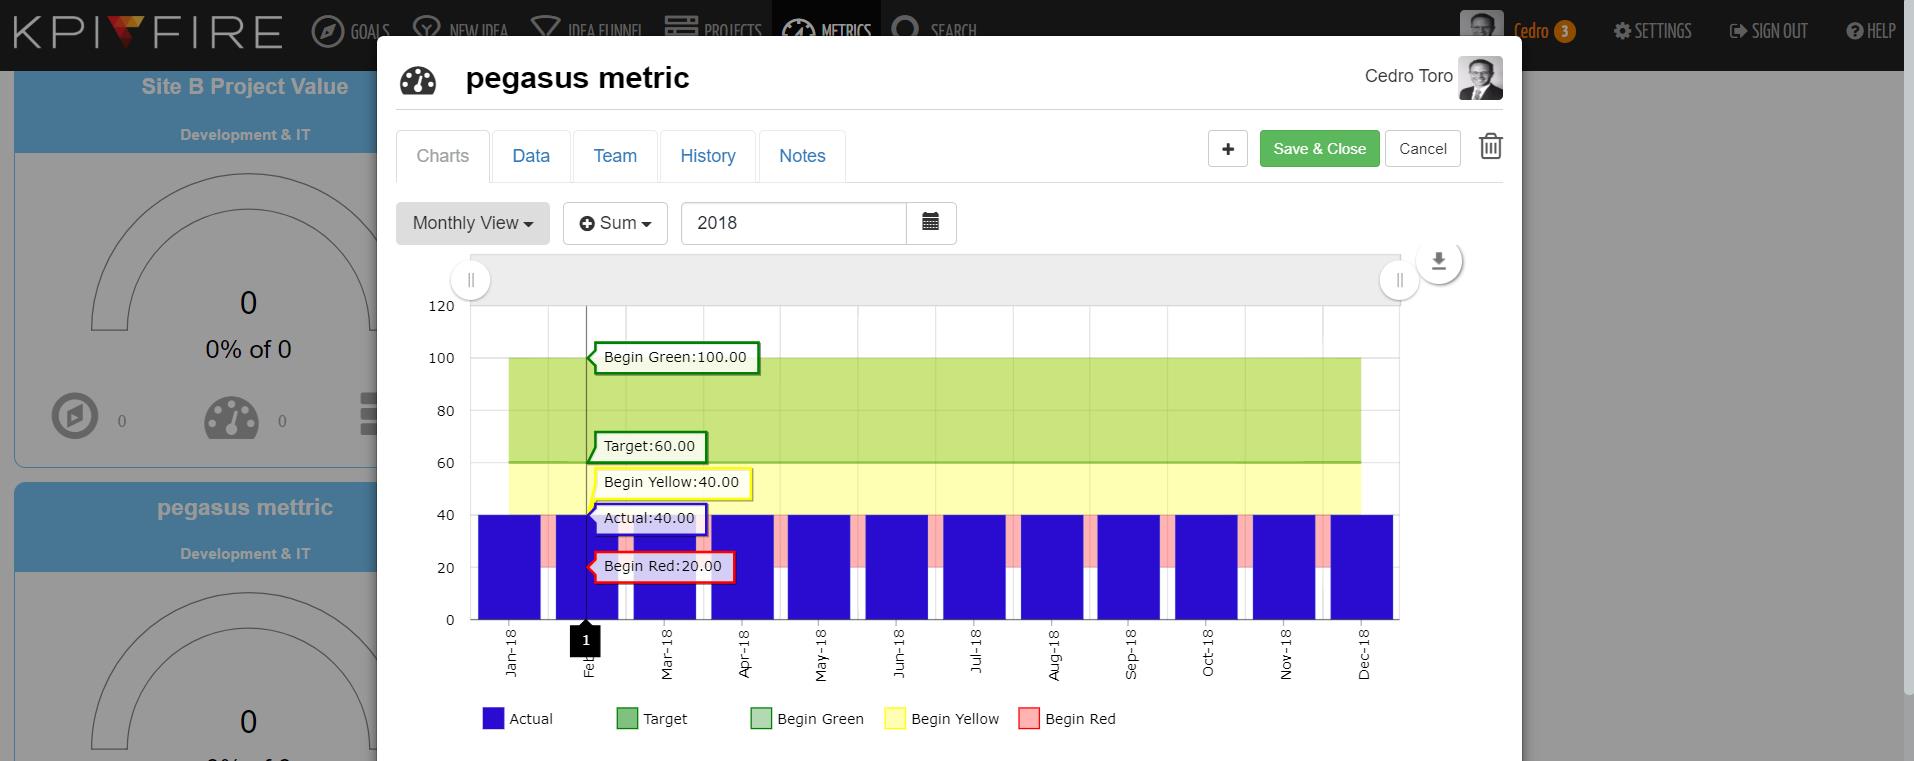 KPI FIRE
GOALS
NEW IDEA
IDEA FUNNEL
PROJECTS
METRICS
SEARCH
Cedro 3
SETTINGS
SIGN OUT
HELP
Site B Project Value
Development & IT
0
0% of 0
0
0
pegasus mettric
Development & IT
0
pegasus metric
Cedro Toro
Charts
Data
Team
History
Notes
+
Save & Close
Cancel
Monthly View
Sum
2018
120
100
80
60
40
20
0
Begin Green:100.00
Target:60.00
Begin Yellow:40.00
Actual:40.00
Begin Red:20.00
1
Jan-18
Feb
Mar-18
Apr-18
May-18
Jun-18
Jul-18
Aug-18
Sep-18
Oct-18
Nov-18
Dec-18
Actual
Target
Begin Green
Begin Yellow
Begin Red